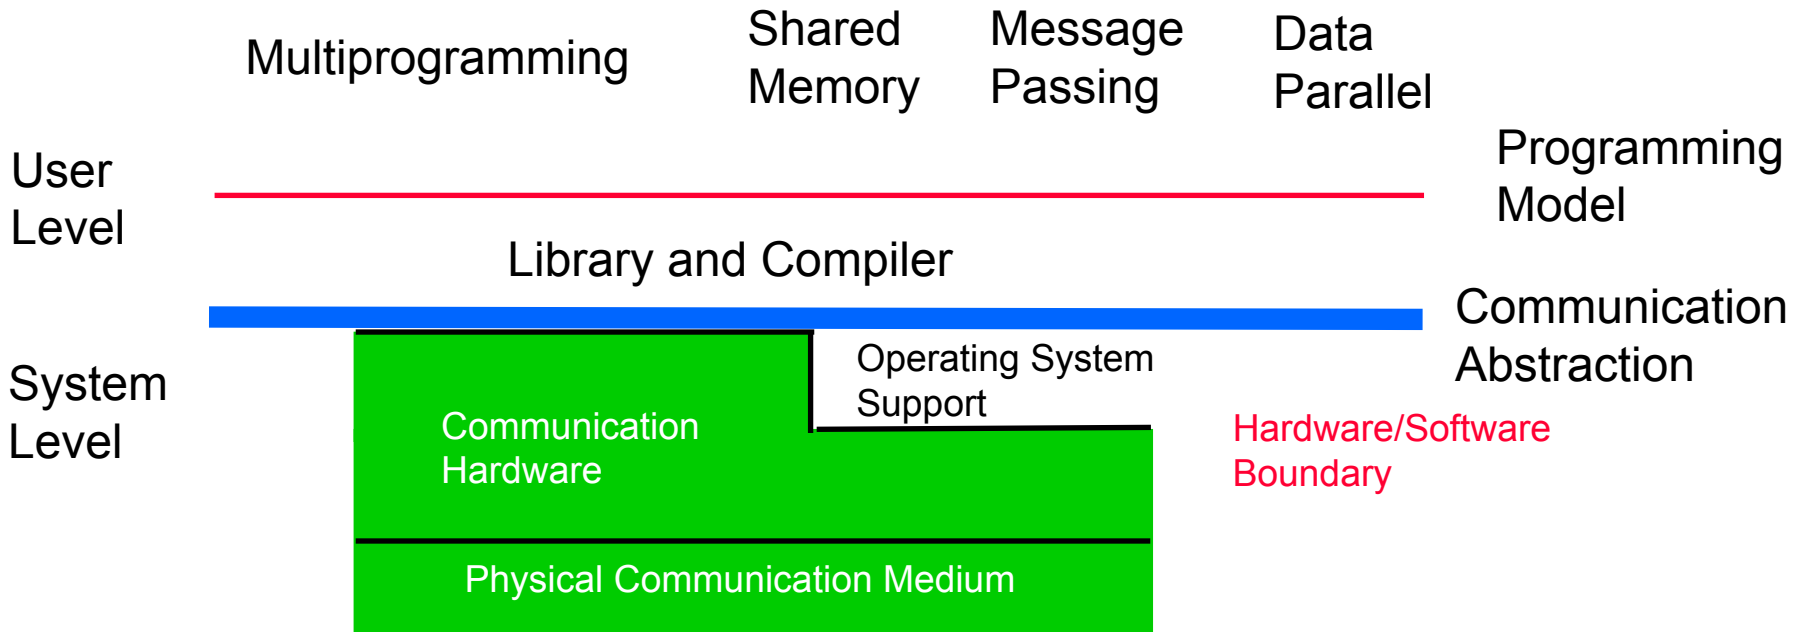 Multiprogramming
Shared
Memory
Message
Passing
Data
Parallel
User
Level
Programming
Model
Library and Compiler
Communication
Abstraction
System
Level
Operating System
Support
Communication
Hardware
Hardware/Software
Boundary
Physical Communication Medium